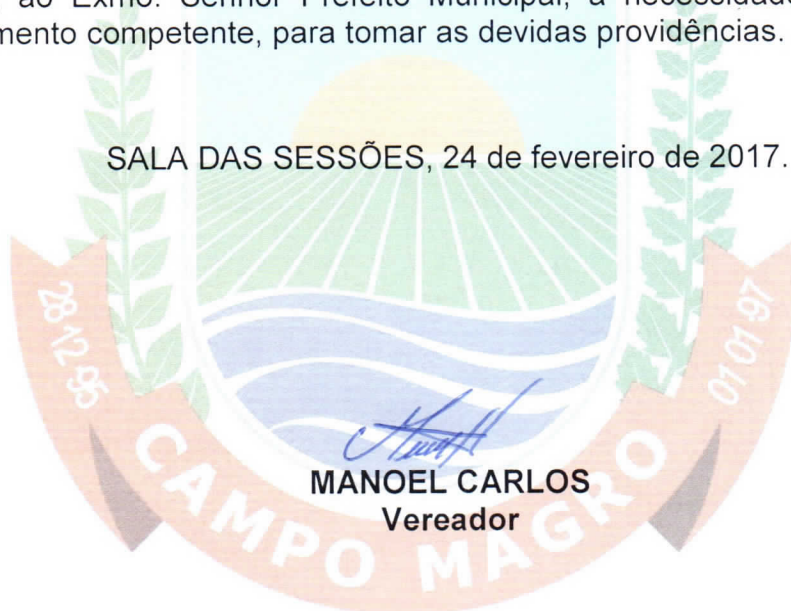 ao Exmo. Senhor Prefeito Municipal, a necessidade
mento competente, para tomar as devidas providências.
SALA DAS SESSÕES, 24 de fevereiro de 2017.
28 12 95
01 01 97
MANOEL CARLOS
Vereador
CAMPO MAGRO